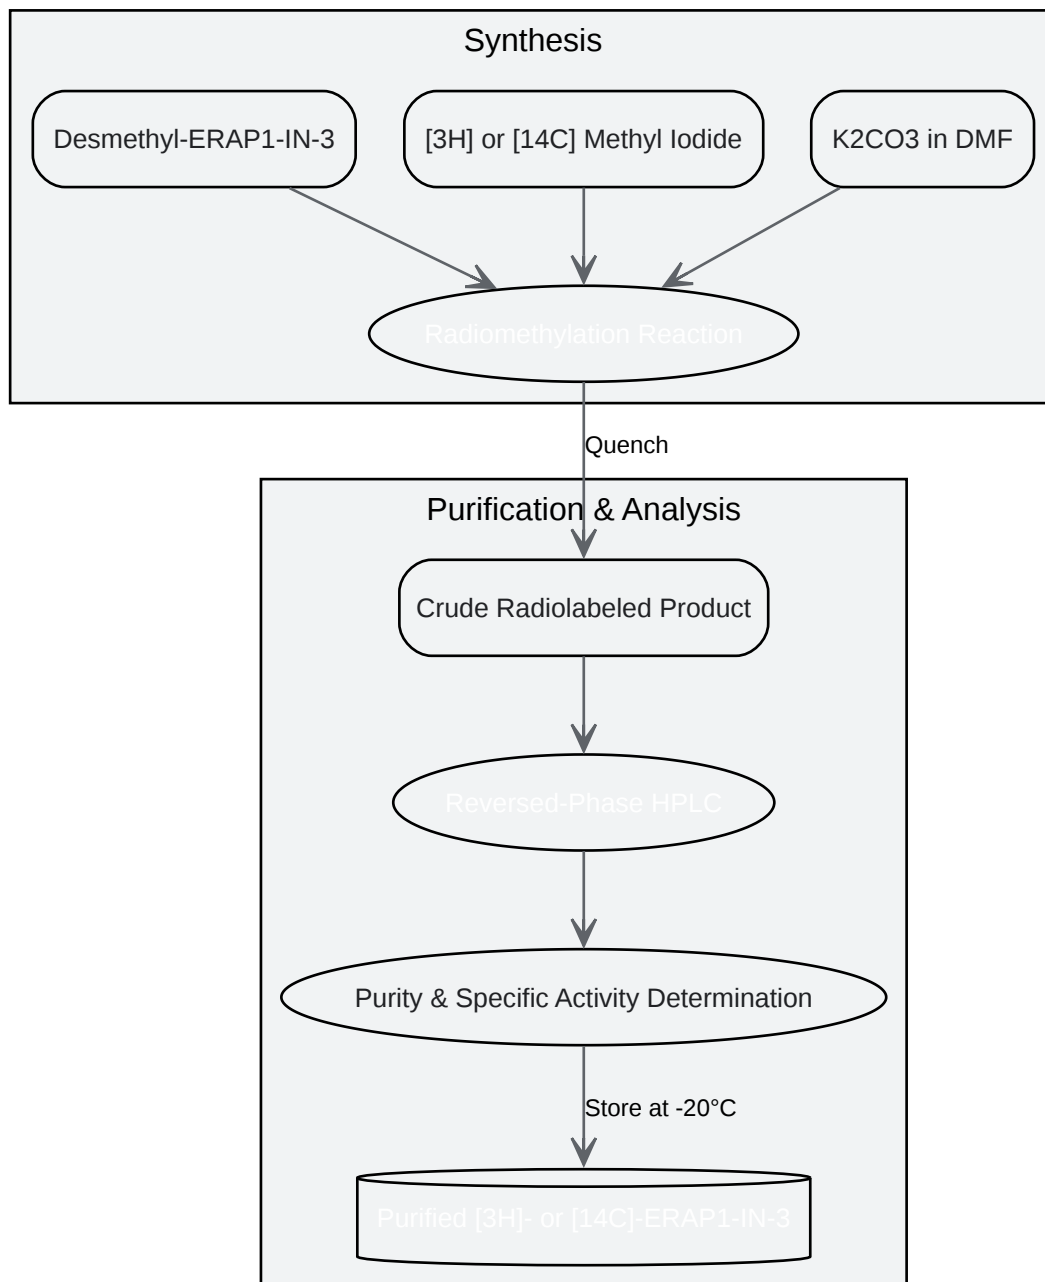 Synthesis
Desmethyl-ERAP1-IN-3
[3H] or [14C] Methyl Iodide
K2CO3 in DMF
Radiomethylation Reaction
Quench
Purification & Analysis
Crude Radiolabeled Product
Reversed-Phase HPLC
Purity & Specific Activity Determination
Store at -20°C
Purified [3H]- or [14C]-ERAP1-IN-3